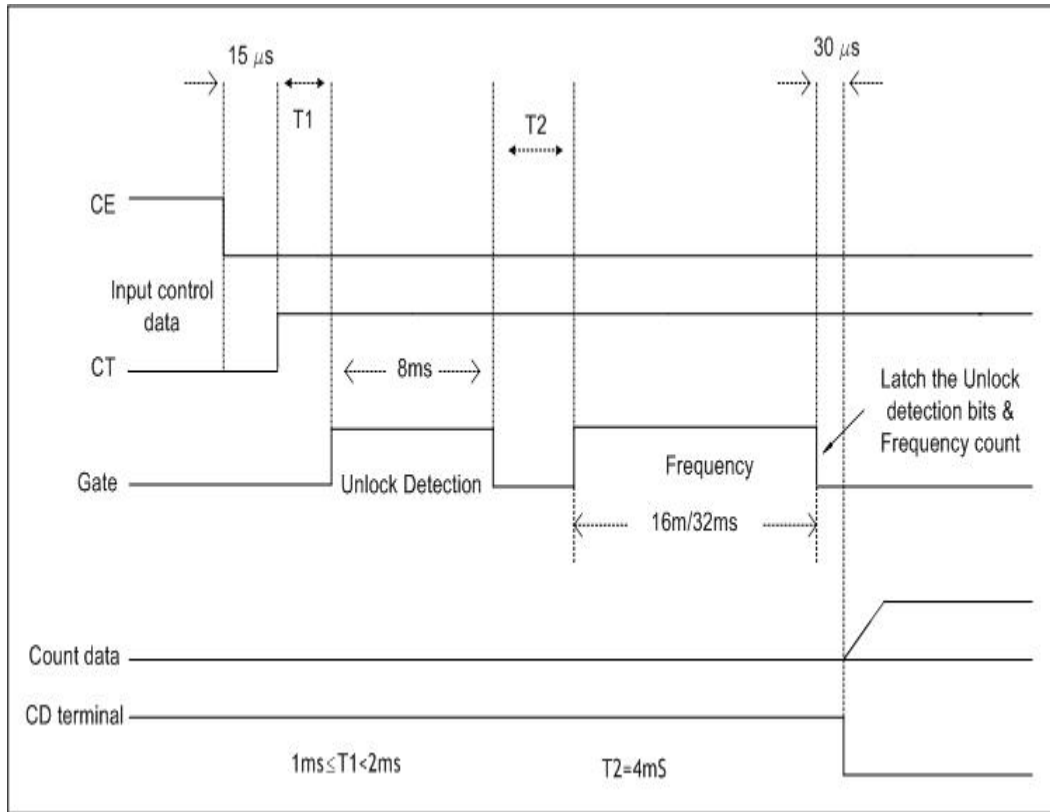 15 μs
30 μs
T1
T2
CE
Input control
data
CT
8ms
Latch the Unlock
detection bits &
Frequency count
Gate
Unlock Detection
Frequency
16m/32ms
Count data
CD terminal
1ms≤T1<2ms
T2=4mS